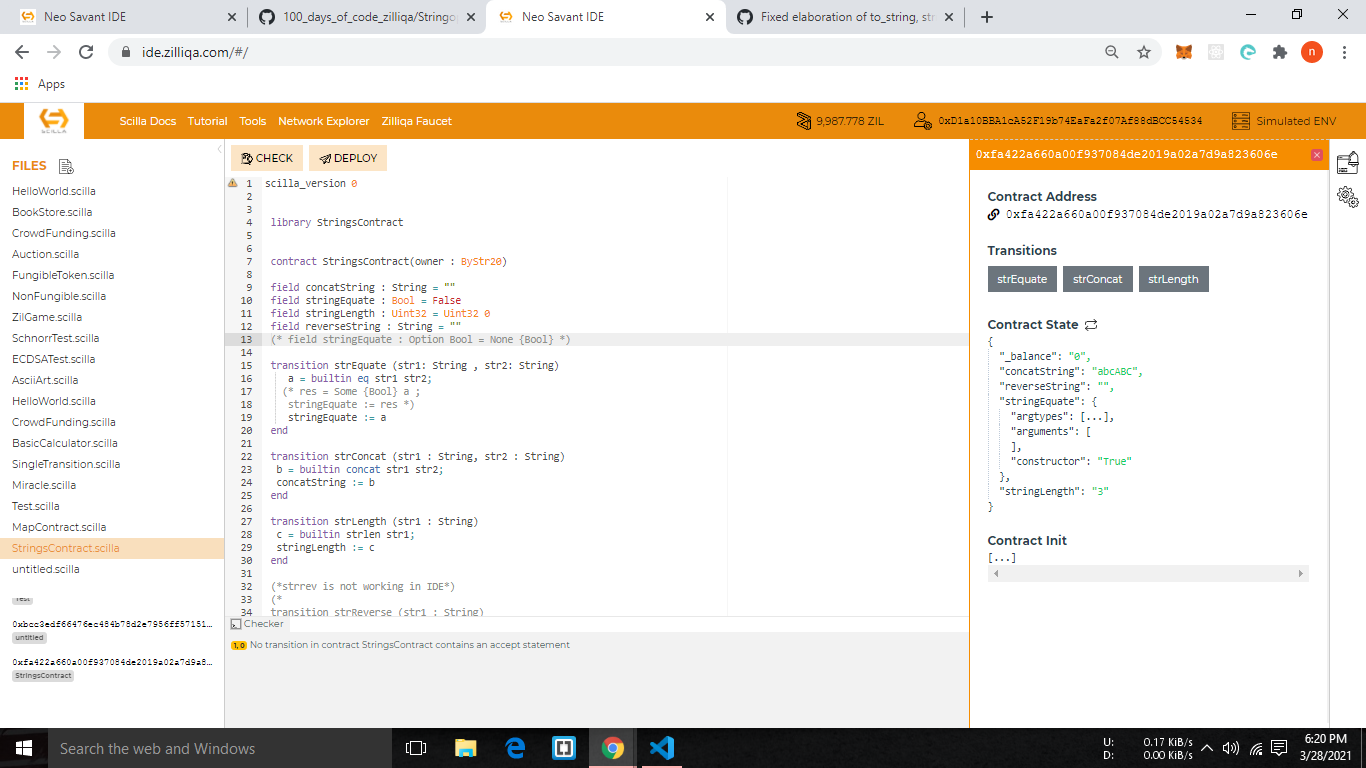 Neo Savant IDE
100_days_of_code_zilliqa/Stringo
Neo Savant IDE
Fixed elaboration of to_string, str
ide.zilliqa.com/#/
n
Apps
SCILLA
Scilla Docs Tutorial Tools Network Explorer Zilliqa Faucet
9,987.778 ZIL
0xD1a10BBA1cA52F19b74EaFa2f07Af88dBCC54534
Simulated ENV
FILES
HelloWorld.scilla
BookStore.scilla
CrowdFunding.scilla
Auction.scilla
FungibleToken.scilla
NonFungible.scilla
ZilGame.scilla
SchnorrTest.scilla
ECDSATest.scilla
AsciiArt.scilla
HelloWorld.scilla
CrowdFunding.scilla
BasicCalculator.scilla
SingleTransition.scilla
Miracle.scilla
Test.scilla
MapContract.scilla
StringsContract.scilla
untitled.scilla
Test
0xbcc3edf66476ec484b78d2e7956ff57151...
untitled
0xfa422a660a00f937084de2019a02a7d9a8...
StringsContract
CHECK DEPLOY
1 scilla_version 0
2
3
4 library StringsContract
5
6
7 contract StringsContract(owner : ByStr20)
8
9 field concatString : String = ""
10 field stringEquate : Bool = False
11 field stringLength : Uint32 = Uint32 0
12 field reverseString : String = ""
13 (* field stringEquate : Option Bool = None {Bool} *)
14
15 transition strEquate (str1: String , str2: String)
16 a = builtin eq str1 str2;
17 (* res = Some {Bool} a ;
18 stringEquate := res *)
19 stringEquate := a
20 end
21
22 transition strConcat (str1 : String, str2 : String)
23 b = builtin concat str1 str2;
24 concatString := b
25 end
26
27 transition strLength (str1 : String)
28 c = builtin strlen str1;
29 stringLength := c
30 end
31
32 (*strrev is not working in IDE*)
33 (*
34 transition strReverse (str1 : String)
Checker
1, 0 No transition in contract StringsContract contains an accept statement
0xfa422a660a00f937084de2019a02a7d9a823606e
Contract Address
0xfa422a660a00f937084de2019a02a7d9a823606e
Transitions
strEquate strConcat strLength
Contract State
{
"_balance": "0",
"concatString": "abcABC",
"reverseString": "",
"stringEquate": {
"argtypes": [...],
"arguments": [
],
"constructor": "True"
},
"stringLength": "3"
}
Contract Init
[...]
Search the web and Windows
U: 0.17 KiB/s
D: 0.00 KiB/s
6:20 PM
3/28/2021